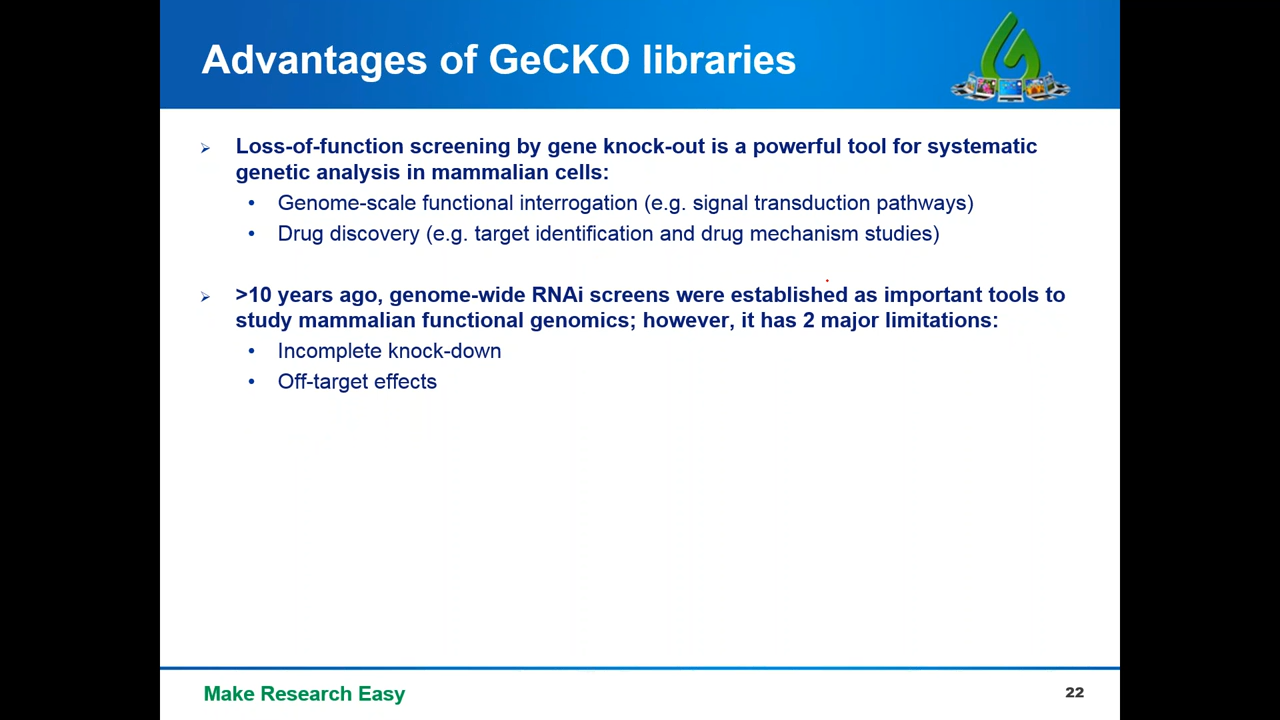 Advantages of GeCKO libraries
➢ Loss-of-function screening by gene knock-out is a powerful tool for systematic
genetic analysis in mammalian cells:
• Genome-scale functional interrogation (e.g. signal transduction pathways)
• Drug discovery (e.g. target identification and drug mechanism studies)
➢ >10 years ago, genome-wide RNAi screens were established as important tools to
study mammalian functional genomics; however, it has 2 major limitations:
• Incomplete knock-down
• Off-target effects
Make Research Easy
22